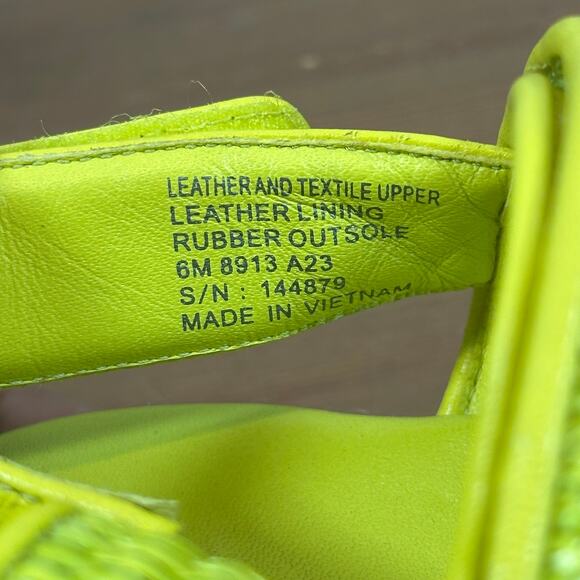 LEATHER AND TEXTILE UPPER
LEATHER LINING
RUBBER OUTSOLE
6M 8913 A23
S/N : 144879
MADE IN VIETNAM